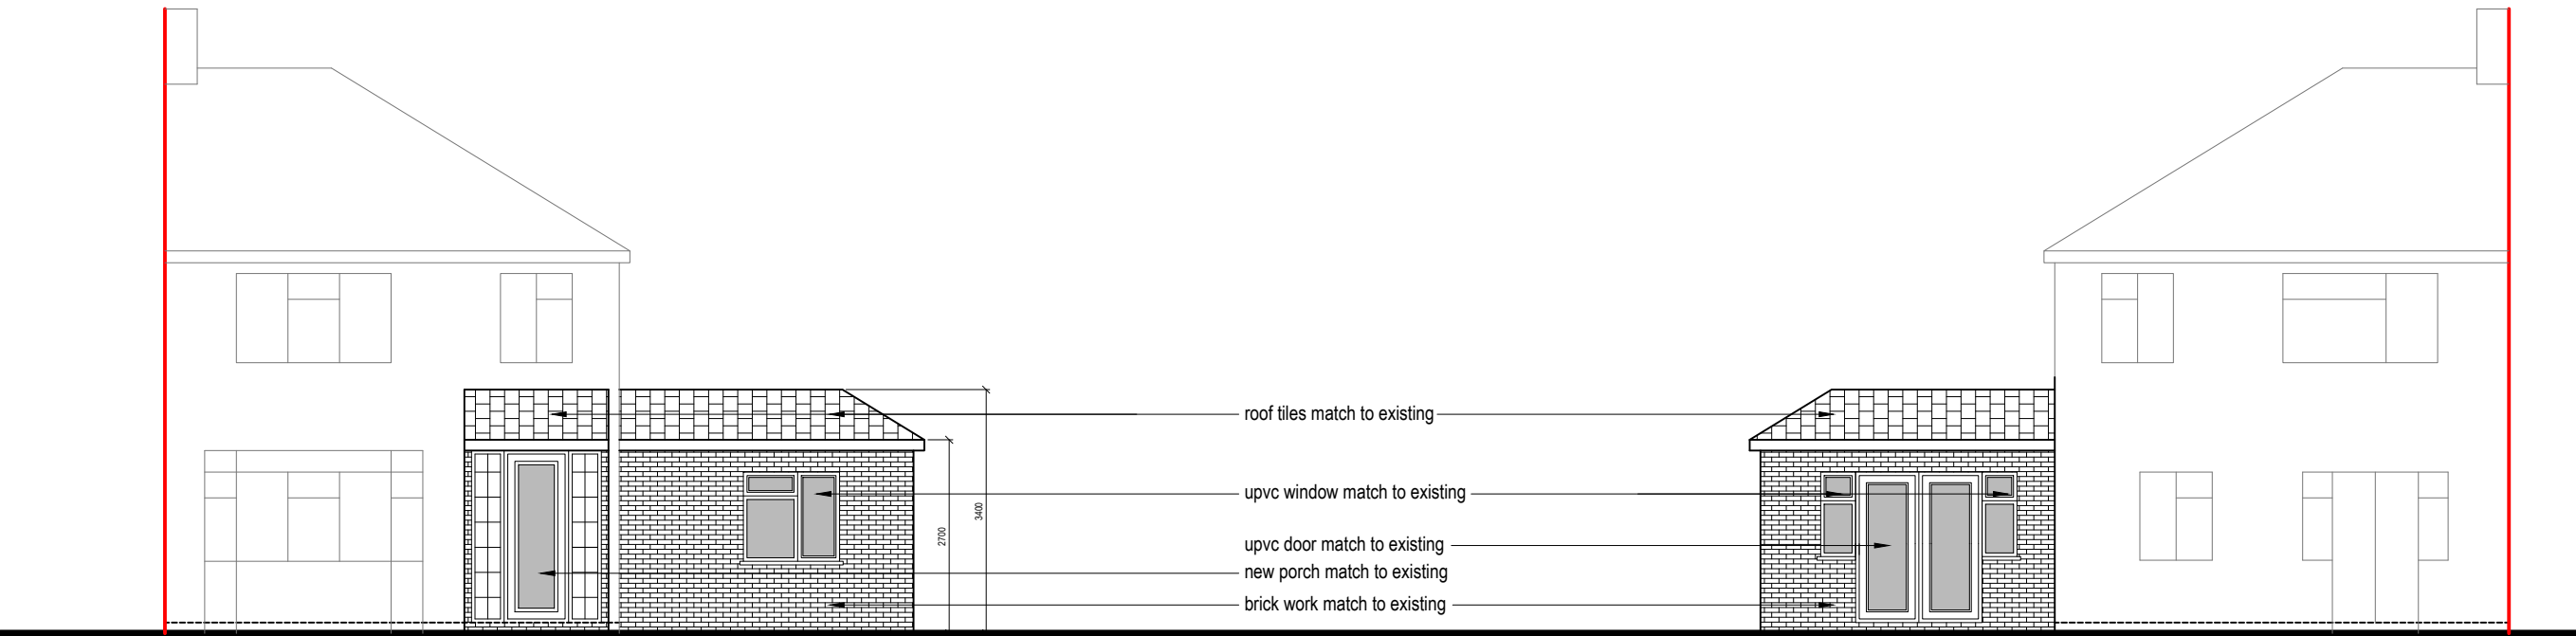 roof tiles match to existing
upvc window match to existing
3400
2700
upvc door match to existing
new porch match to existing
brick work match to existing